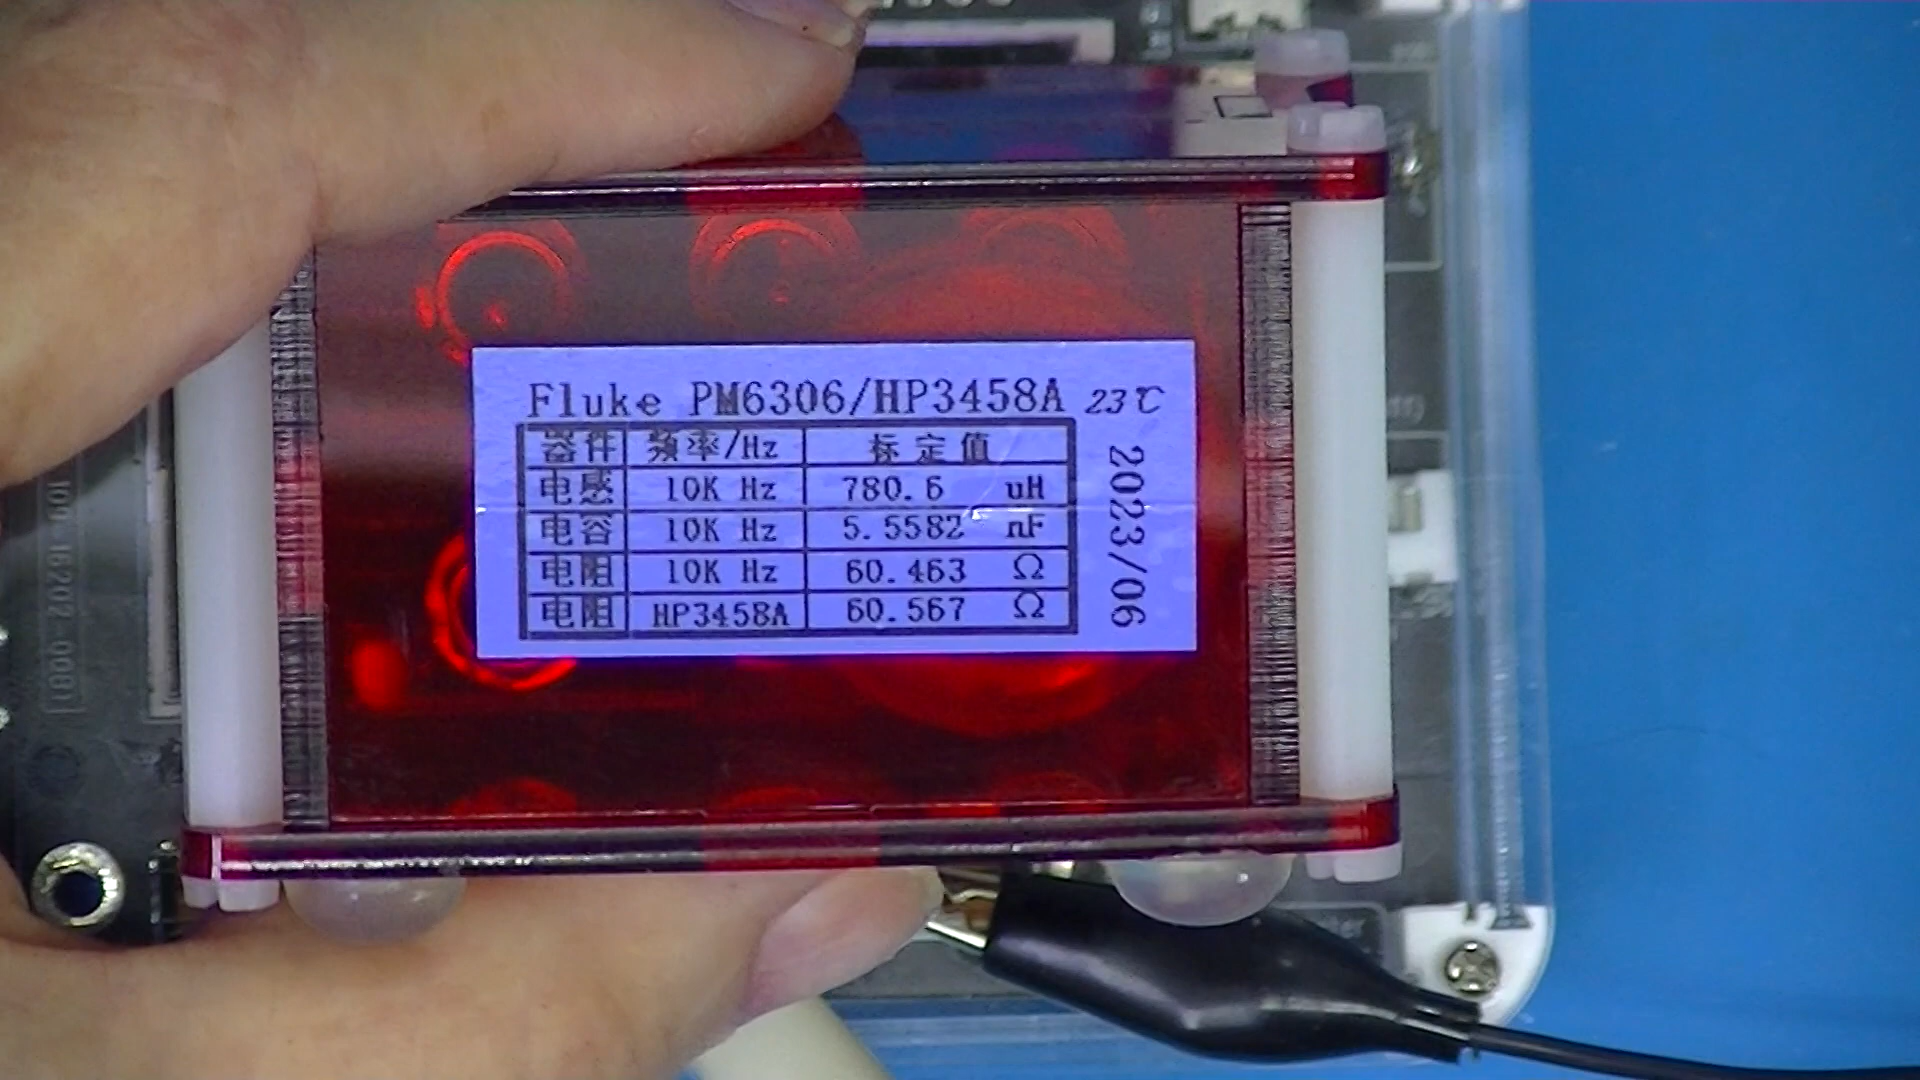 Fluke PM6306/HP3458A 23℃
器件 频率/Hz 标定值
电感 10K Hz 780.6 uH
电容 10K Hz 5.5582 nF
电阻 10K Hz 60.463 Ω
电阻 HP3458A 60.567 Ω
2023/06